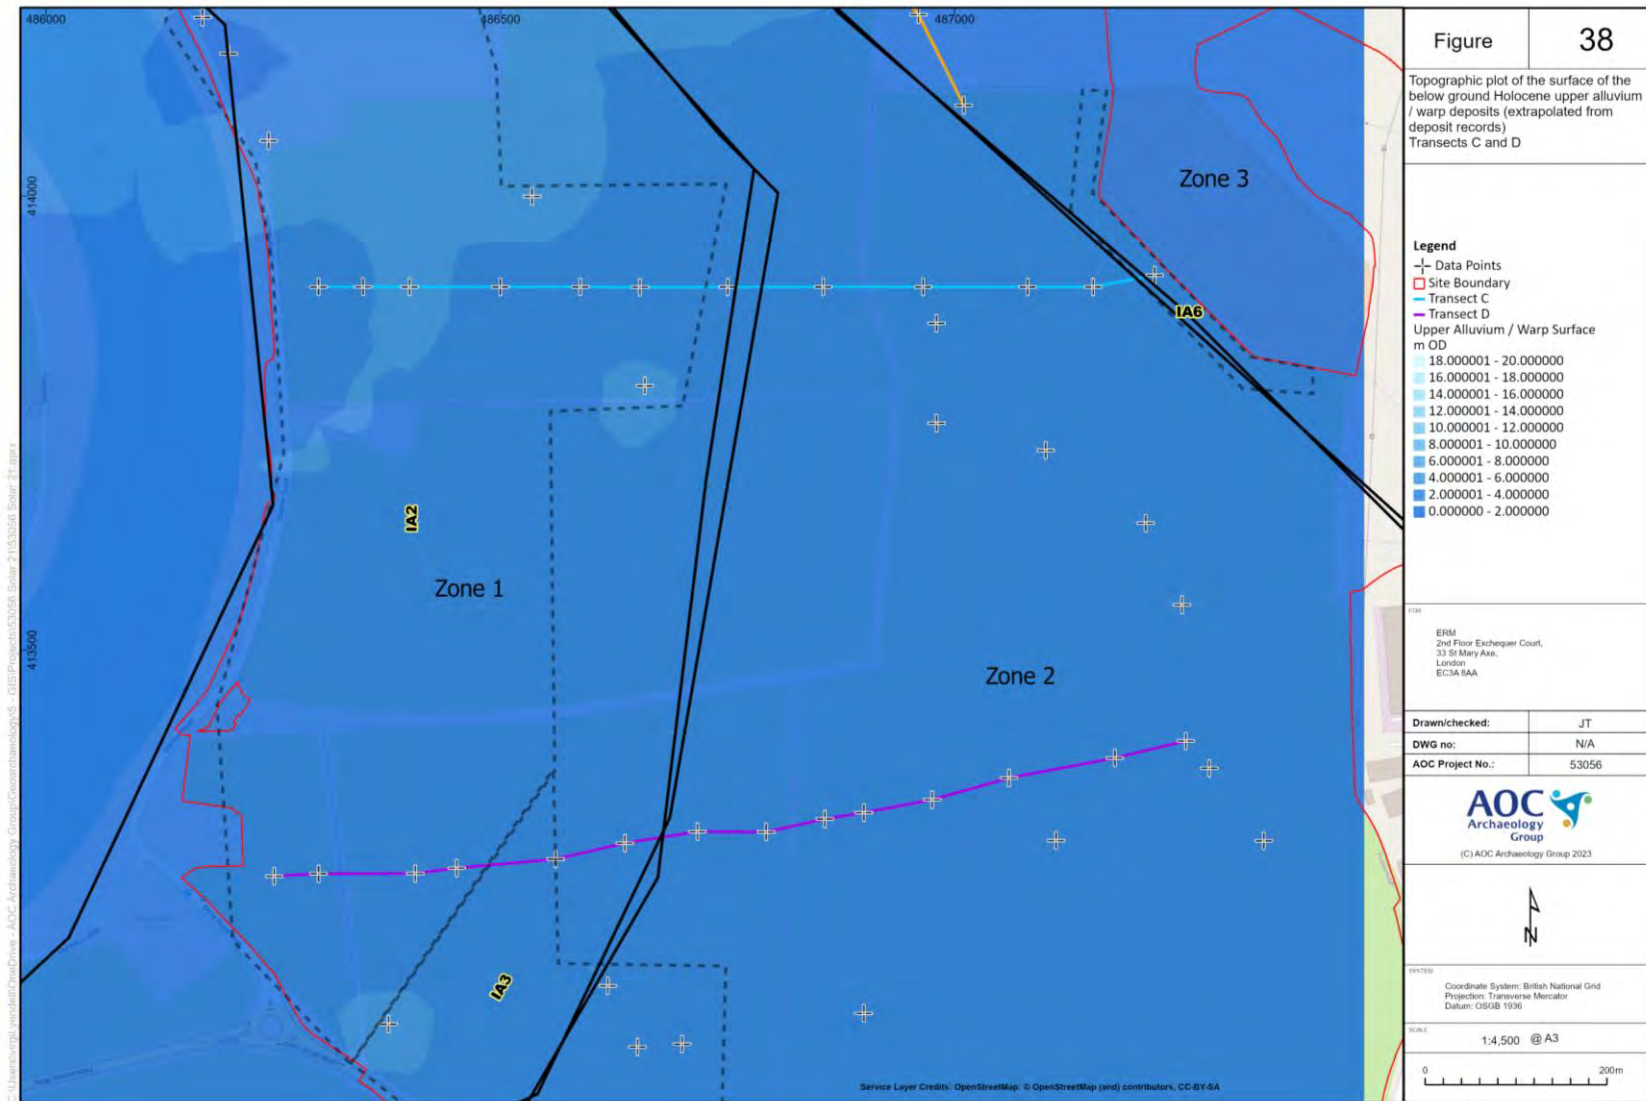 486000
486500
487000
414000
413500
Zone 3
IA6
IA2
Zone 1
Zone 2
IA3
Service Layer Credits: OpenStreetMap: © OpenStreetMap (and) contributors, CC-BY-SA
Figure 38
Topographic plot of the surface of the
below ground Holocene upper alluvium
/ warp deposits (extrapolated from
deposit records)
Transects C and D
Legend
Data Points
Site Boundary
Transect C
Transect D
Upper Alluvium / Warp Surface
m OD
18.000001 - 20.000000
16.000001 - 18.000000
14.000001 - 16.000000
12.000001 - 14.000000
10.000001 - 12.000000
8.000001 - 10.000000
6.000001 - 8.000000
4.000001 - 6.000000
2.000001 - 4.000000
0.000000 - 2.000000
FOR
ERM
2nd Floor Exchequer Court,
33 St Mary Axe,
London
EC3A 8AA
Drawn/checked: JT
DWG no: N/A
AOC Project No.: 53056
AOC
Archaeology
Group
(C) AOC Archaeology Group 2023
N
SYSTEM
Coordinate System: British National Grid
Projection: Transverse Mercator
Datum: OSGB 1936
SCALE
1:4,500 @ A3
0 200m